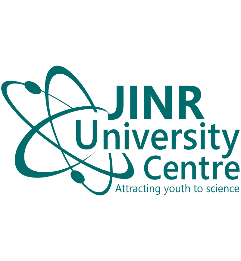 JINR
University
Centre
Attracting youth to science